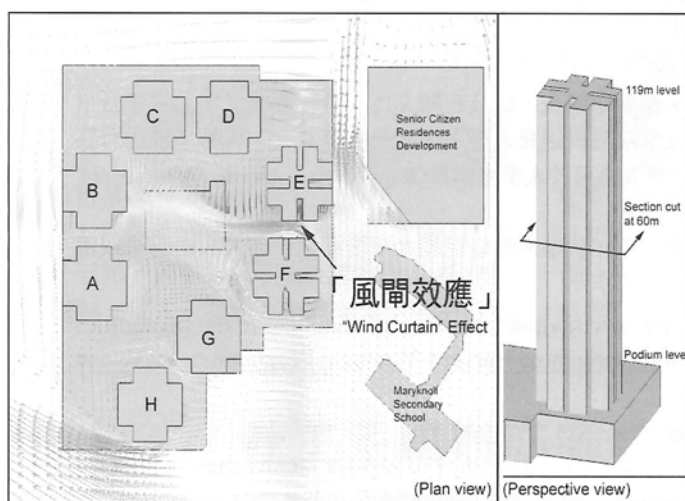 C
D
B
E
A
F
G
H
「風閘效應」
"Wind Curtain" Effect
Senior Citizen
Residences
Development
Maryknoll
Secondary
School
(Plan view)
119m level
Section cut
at 60m
Podium level
(Perspective view)